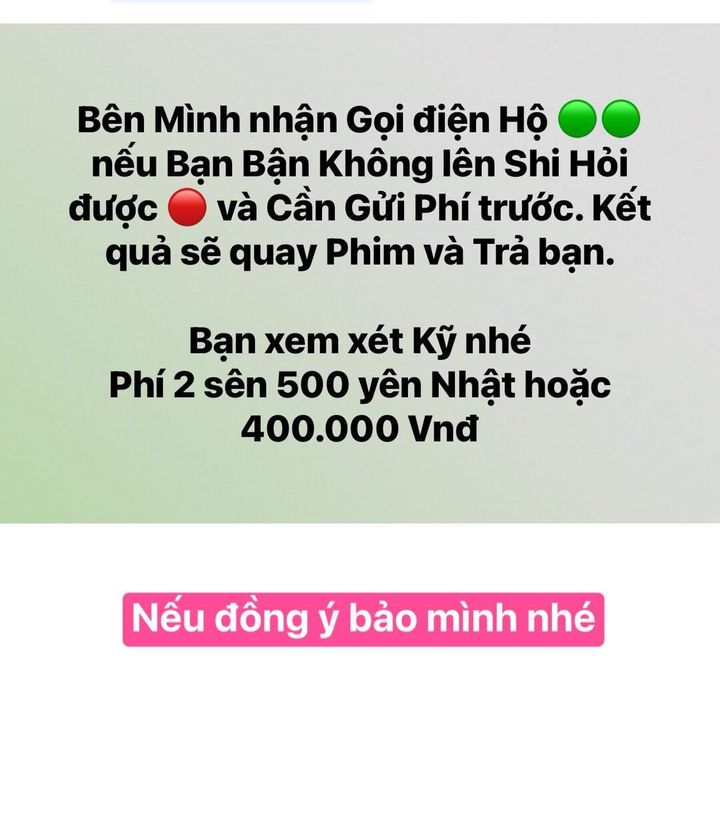 Bên Mình nhận Gọi điện Hộ 🟢🟢
nếu Bạn Bận Không lên Shi Hỏi
được 🔴 và Cần Gửi Phí trước. Kết
quả sẽ quay Phim và Trả bạn.
Bạn xem xét Kỹ nhé
Phí 2 sên 500 yên Nhật hoặc
400.000 Vnđ
Nếu đồng ý bảo mình nhé